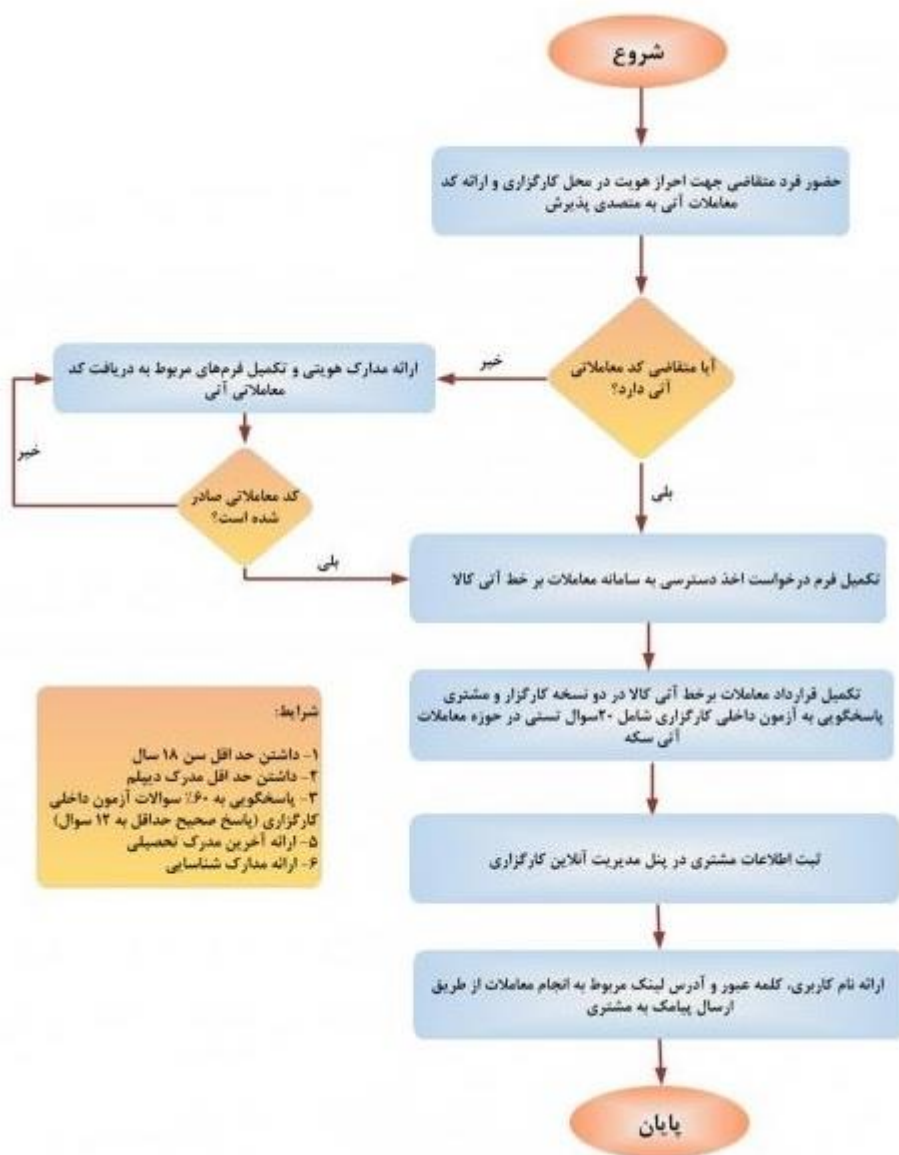 شروع
حضور فرد متقاضی جهت احراز هویت در محل کارگزاری و ارائه کد
معاملات آتی به متصدی پذیرش
آیا متقاضی کد معاملاتی
آتی دارد؟
خیر
ارائه مدارک هویتی و تکمیل فرم‌های مربوط به دریافت کد
معاملاتی آتی
کد معاملاتی صادر
شده است؟
خیر
بلی
بلی
تکمیل فرم درخواست اخذ دسترسی به سامانه معاملات بر خط آتی کالا
تکمیل قرارداد معاملات برخط آتی کالا در دو نسخه کارگزار و مشتری
پاسخگویی به آزمون داخلی کارگزاری شامل ۲۰سوال تستی در حوزه معاملات
آتی سکه
ثبت اطلاعات مشتری در پنل مدیریت آنلاین کارگزاری
ارائه نام کاربری، کلمه عبور و آدرس لینک مربوط به انجام معاملات از طریق
ارسال پیامک به مشتری
پایان
شرایط:
۱- داشتن حد اقل سن ۱۸ سال
۲- داشتن حد اقل مدرک دیپلم
۳- پاسخگویی به ۶۰٪ سوالات آزمون داخلی
کارگزاری (پاسخ صحیح حداقل به ۱۲ سوال)
۵- ارائه آخرین مدرک تحصیلی
۶- ارائه مدارک شناسایی